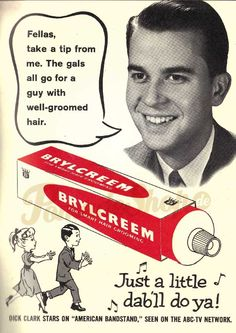 Fellas,
take a tip from
me. The gals
all go for a
guy with
well-groomed
hair.
BRYLCREEM
BRYLCREEM
FOR SMART HAIR GROOMING
Just a little
dab'll do ya!
DICK CLARK STARS ON "AMERICAN BANDSTAND," SEEN ON THE ABC-TV NETWORK.